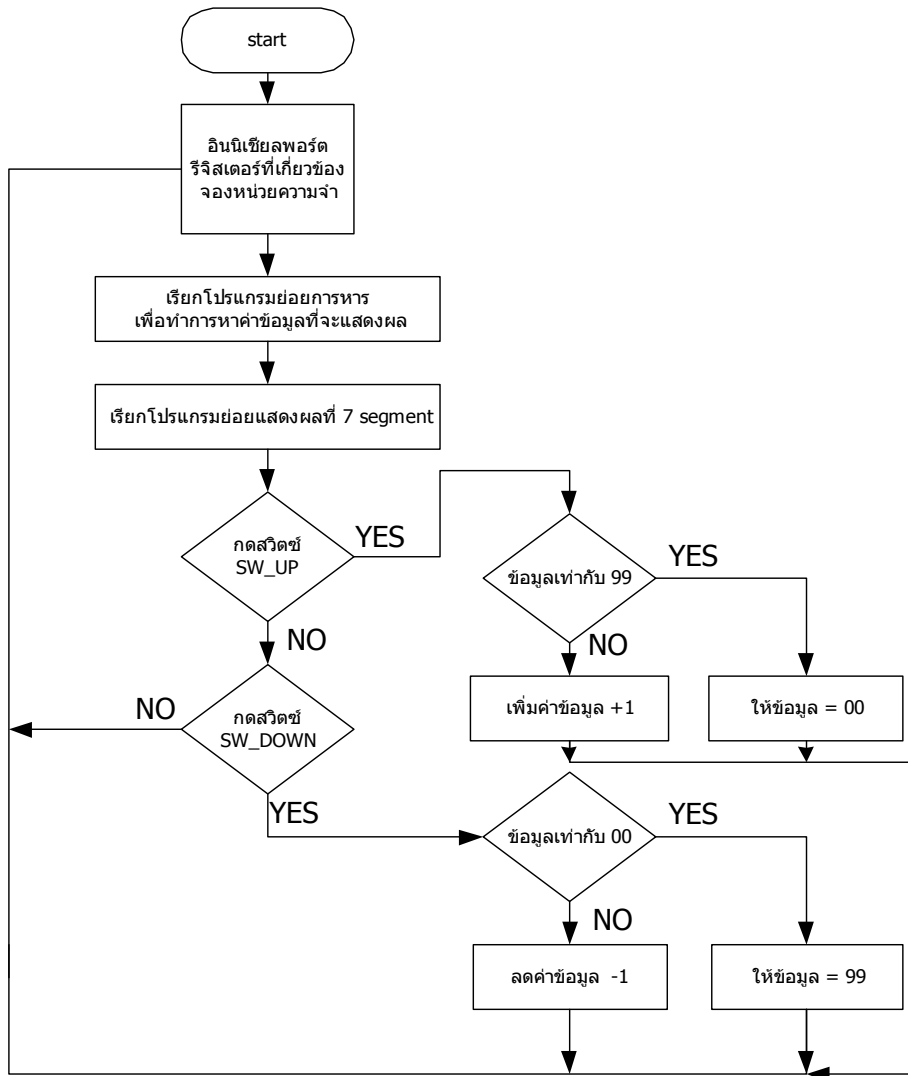 start
อินนิเชียลพอร์ต
รีจิสเตอร์ที่เกี่ยวข้อง
จองหน่วยความจำ
เรียกโปรแกรมย่อยการหาร
เพื่อทำการหาค่าข้อมูลที่จะแสดงผล
เรียกโปรแกรมย่อยแสดงผลที่ 7 segment
กดสวิตซ์
SW_UP
YES
ข้อมูลเท่ากับ 99
YES
NO
NO
เพิ่มค่าข้อมูล +1
ให้ข้อมูล = 00
NO
กดสวิตซ์
SW_DOWN
YES
ข้อมูลเท่ากับ 00
YES
NO
ลดค่าข้อมูล -1
ให้ข้อมูล = 99